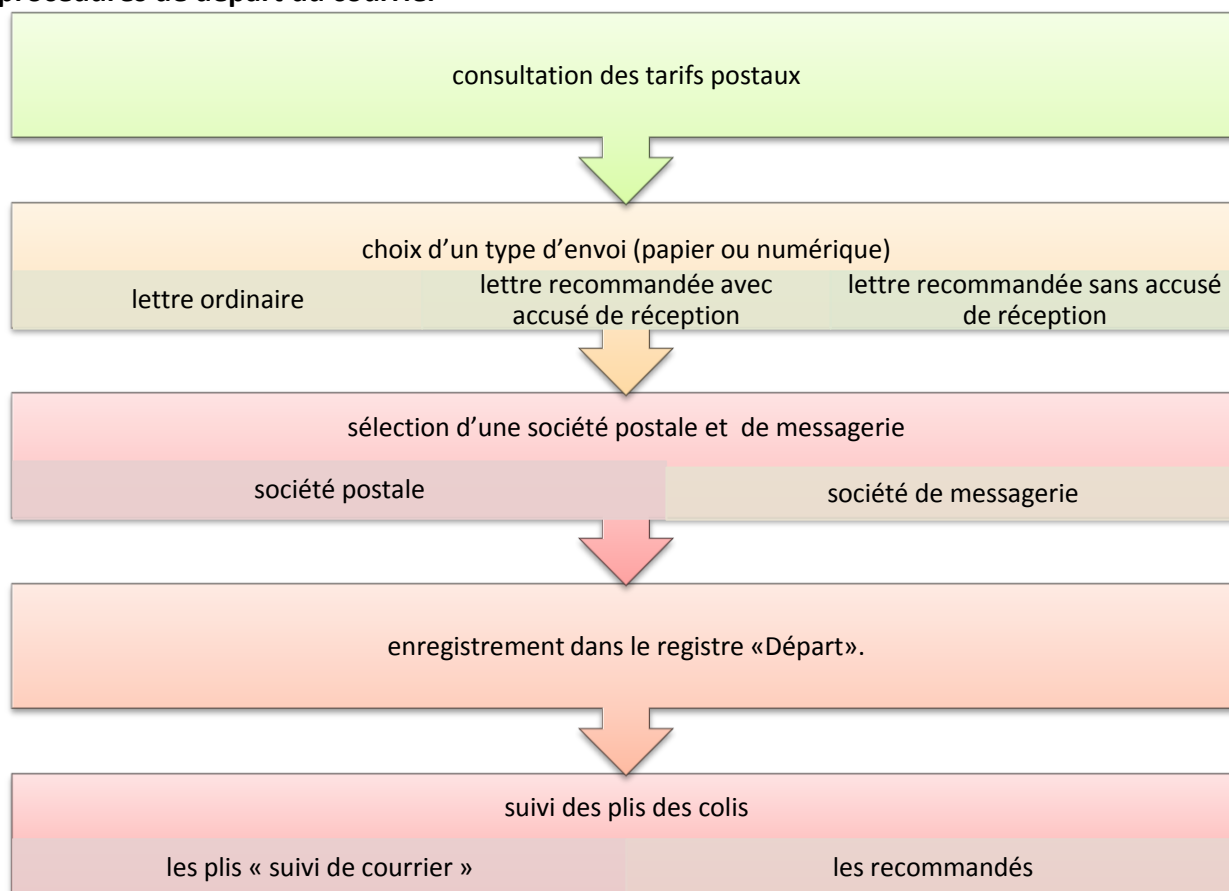 procédures de départ du courrier
consultation des tarifs postaux
choix d’un type d’envoi (papier ou numérique)
lettre ordinaire
lettre recommandée avec
accusé de réception
lettre recommandée sans accusé
de réception
sélection d’une société postale et  de messagerie
société postale
société de messagerie
enregistrement dans le registre «Départ».
suivi des plis des colis
les plis « suivi de courrier »
les recommandés